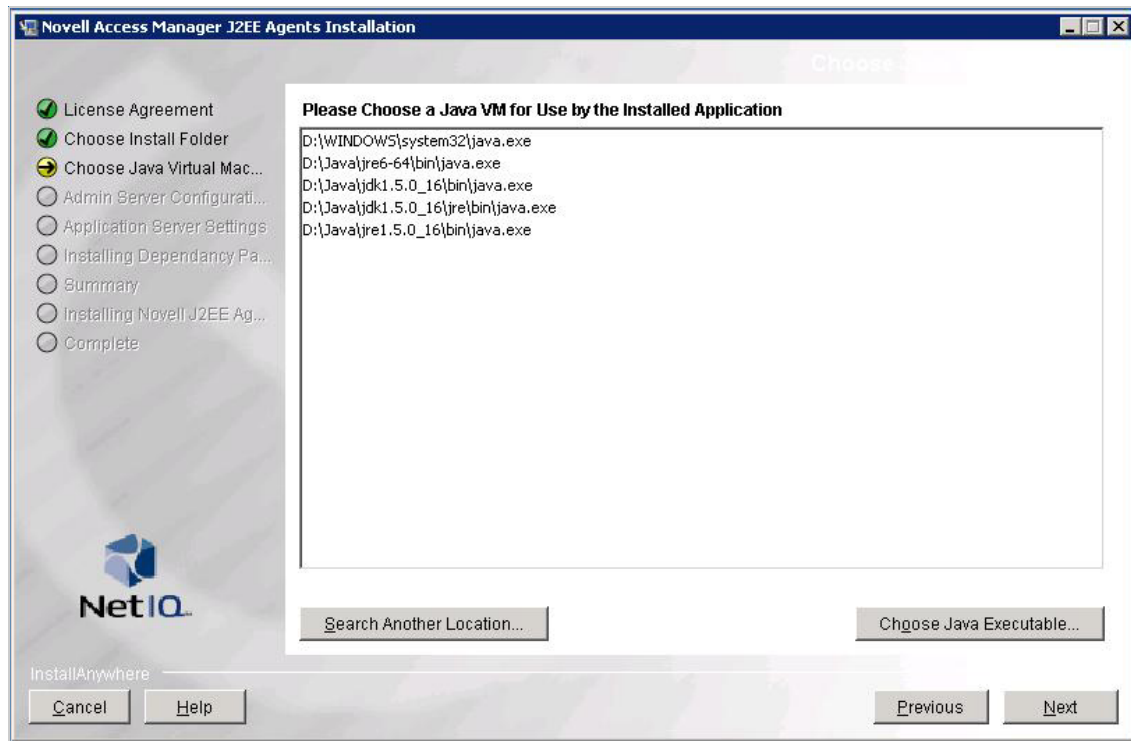 Novell Access Manager J2EE Agents Installation
Choose
License Agreement
Choose Install Folder
Choose Java Virtual Mac...
Admin Server Configurati...
Application Server Settings
Installing Dependancy Pa...
Summary
Installing Novell J2EE Ag...
Complete
Please Choose a Java VM for Use by the Installed Application
D:\WINDOWS\system32\java.exe
D:\Java\jre6-64\bin\java.exe
D:\Java\jdk1.5.0_16\bin\java.exe
D:\Java\jdk1.5.0_16\jre\bin\java.exe
D:\Java\jre1.5.0_16\bin\java.exe
NetIQ
Search Another Location...
Choose Java Executable...
InstallAnywhere
Cancel
Help
Previous
Next